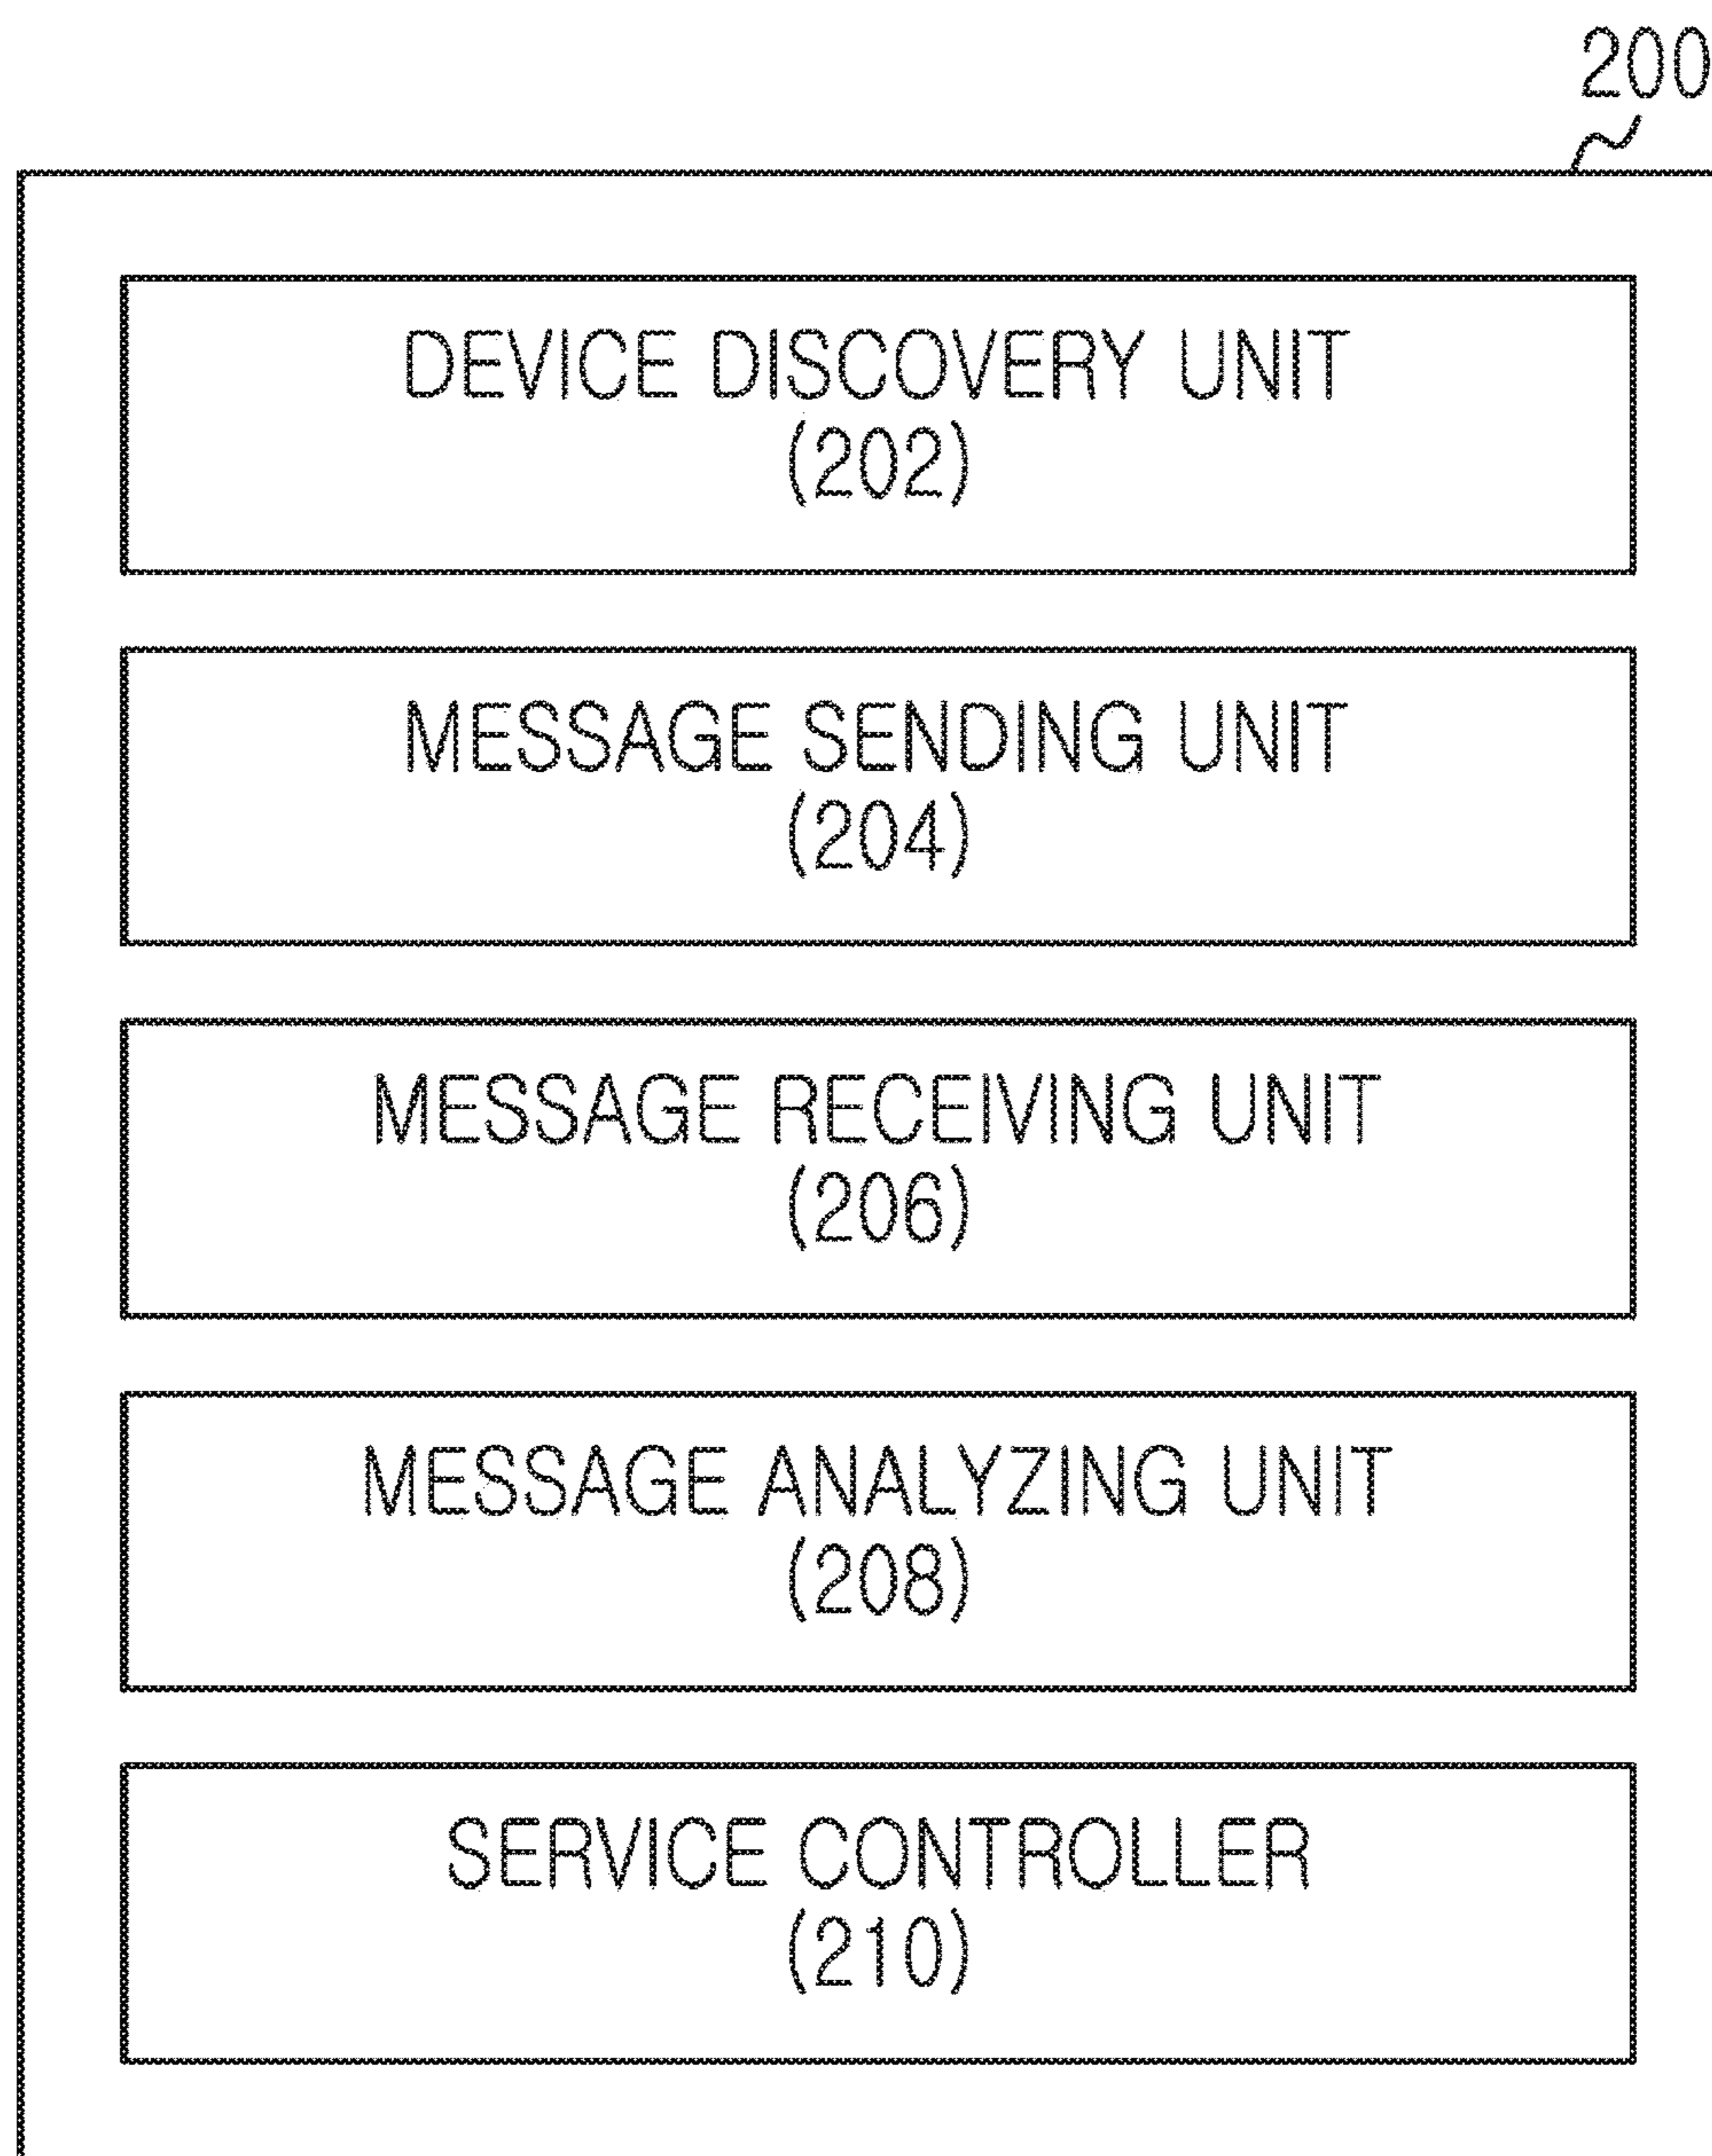 200
DEVICE DISCOVERY UNIT
(202)
MESSAGE SENDING UNIT
(204)
MESSAGE RECEIVING UNIT
(206)
MESSAGE ANALYZING UNIT
(208)
SERVICE CONTROLLER
(210)